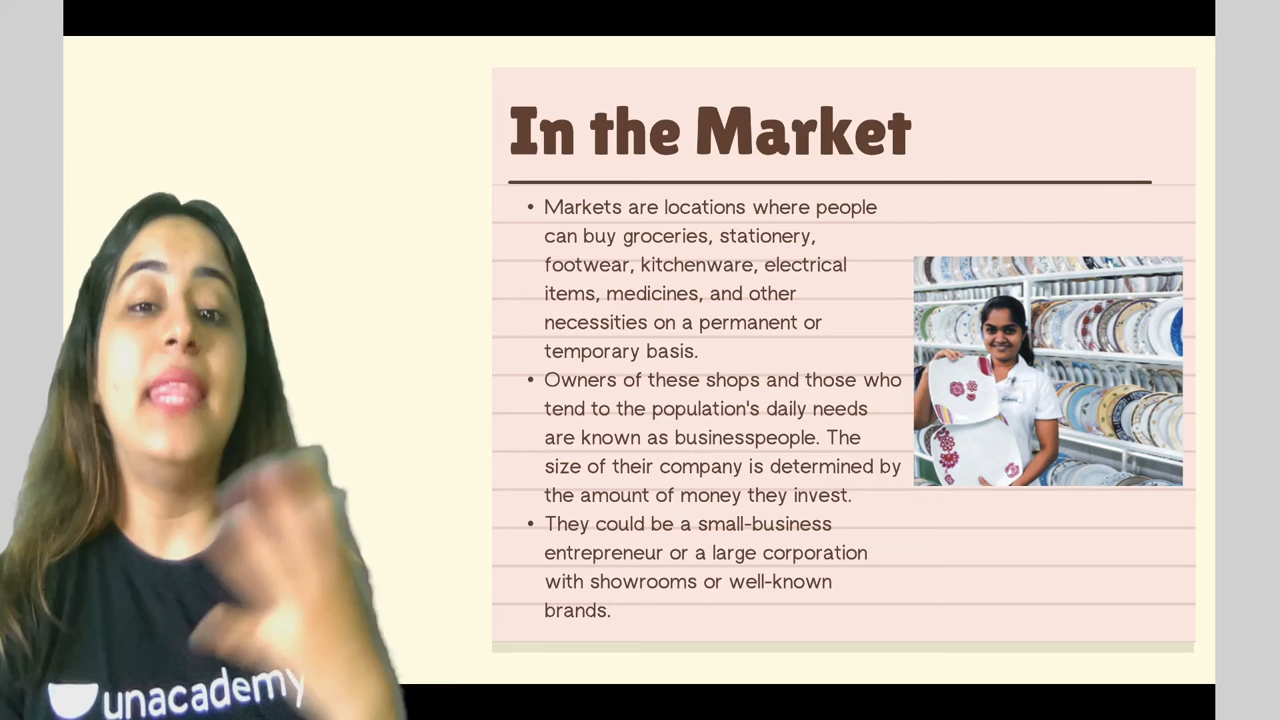 In the Market
• Markets are locations where people
can buy groceries, stationery,
footwear, kitchenware, electrical
items, medicines, and other
necessities on a permanent or
temporary basis.
• Owners of these shops and those who
tend to the population's daily needs
are known as businesspeople. The
size of their company is determined by
the amount of money they invest.
• They could be a small-business
entrepreneur or a large corporation
with showrooms or well-known
brands.
unacademy